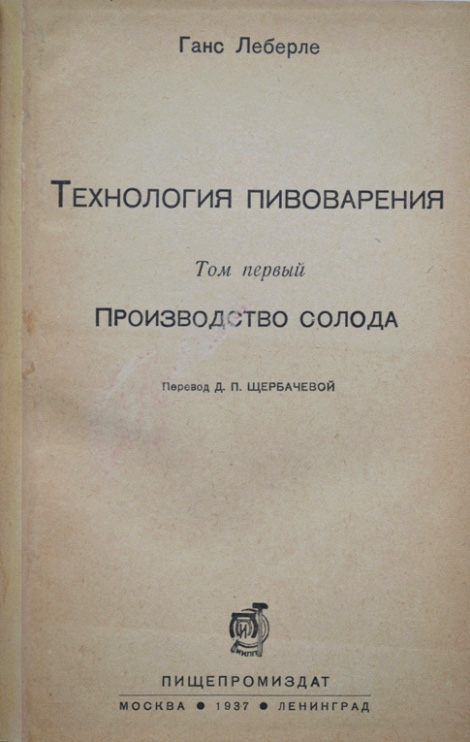 Ганс Леберле
Технология пивоварения
Том первый
Производство солода
Перевод Д. П. ЩЕРБАЧЕВОЙ
ПИЩЕПРОМИЗДАТ
МОСКВА ● 1937 ● ЛЕНИНГРАД